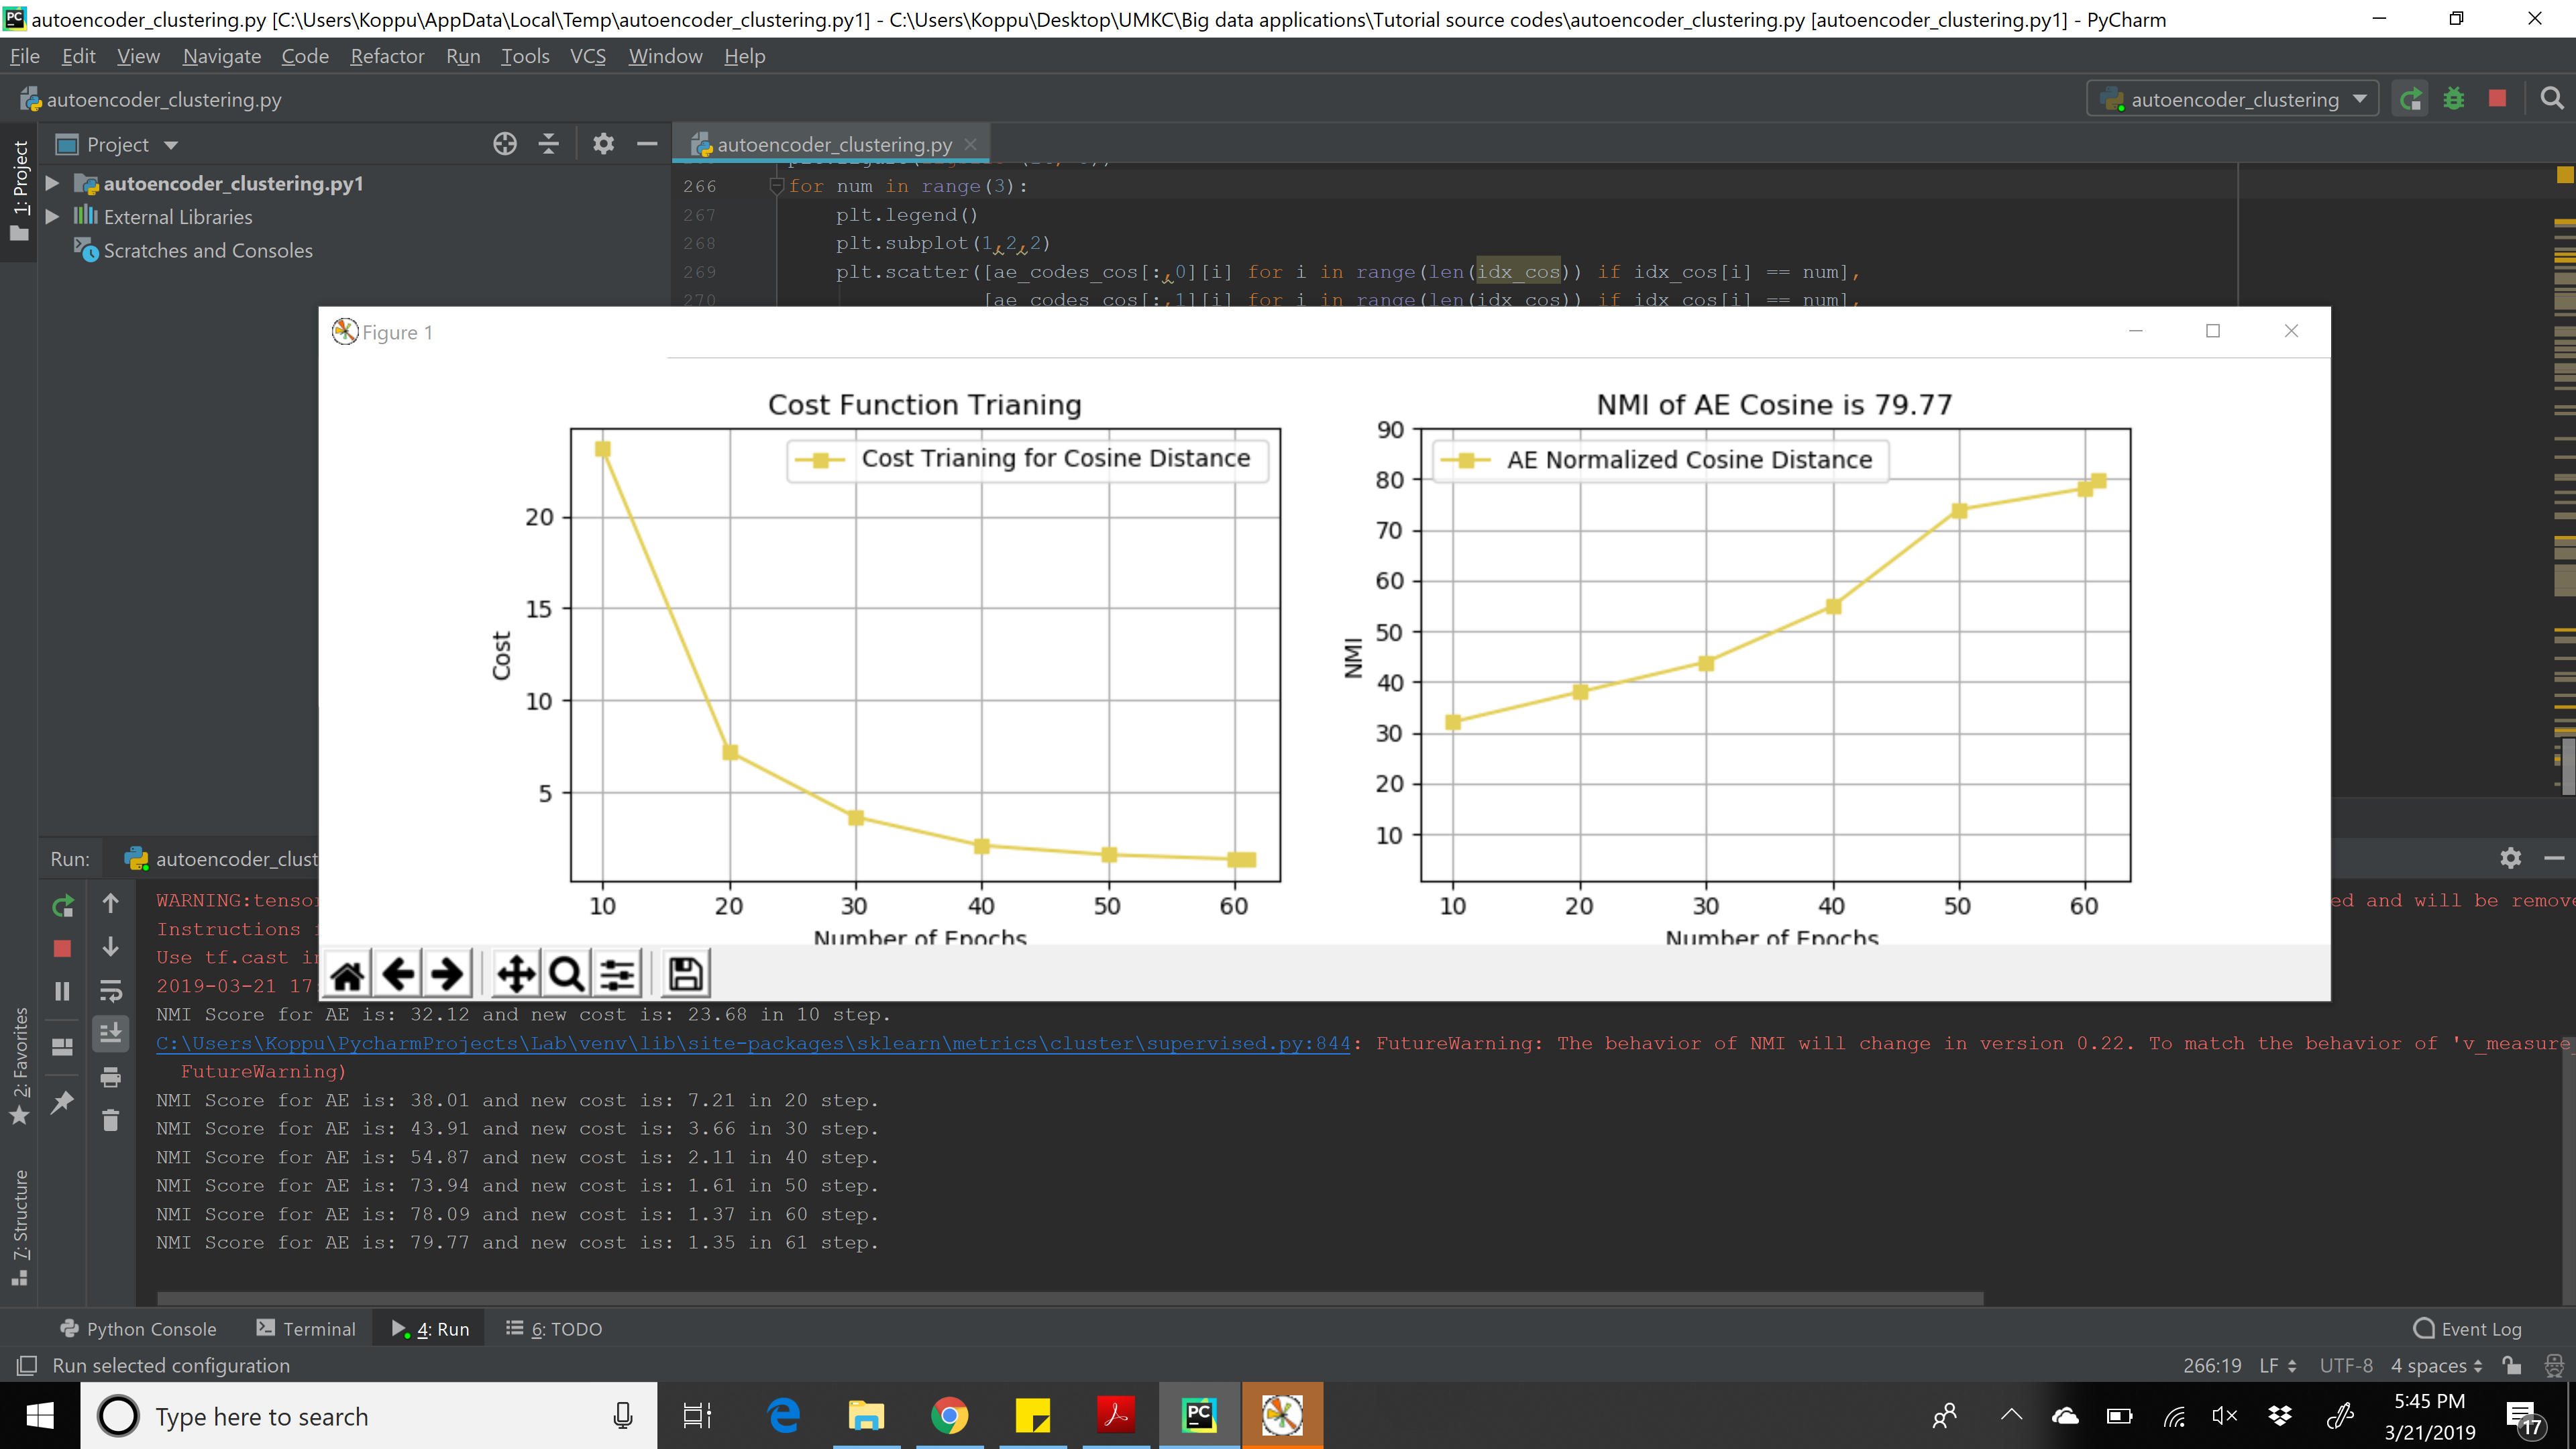 autoencoder_clustering.py [C:\Users\Koppu\AppData\Local\Temp\autoencoder_clustering.py1] - C:\Users\Koppu\Desktop\UMKC\Big data applications\Tutorial source codes\autoencoder_clustering.py [autoencoder_clustering.py1] - PyCharm
File Edit View Navigate Code Refactor Run Tools VCS Window Help
autoencoder_clustering.py
autoencoder_clustering
1: Project
Project
autoencoder_clustering.py
autoencoder_clustering.py1
External Libraries
Scratches and Consoles
266 for num in range(3):
267 plt.legend()
268 plt.subplot(1,2,2)
269 plt.scatter([ae_codes_cos[:,0][i] for i in range(len(idx_cos)) if idx_cos[i] == num],
270 [ae_codes_cos[:,1][i] for i in range(len(idx_cos)) if idx_cos[i] == num],
Figure 1
Cost Function Trianing
Cost Trianing for Cosine Distance
20
15
10
5
Cost
10 20 30 40 50 60
Number of Epochs
NMI of AE Cosine is 79.77
AE Normalized Cosine Distance
90
80
70
60
50
40
30
20
10
NMI
10 20 30 40 50 60
Number of Epochs
Run: autoencoder_clust
WARNING:tensor ed and will be remove
Instructions
Use tf.cast in
2019-03-21 17:
NMI Score for AE is: 32.12 and new cost is: 23.68 in 10 step.
C:\Users\Koppu\PycharmProjects\Lab\venv\lib\site-packages\sklearn\metrics\cluster\supervised.py:844: FutureWarning: The behavior of NMI will change in version 0.22. To match the behavior of 'v_measure_
FutureWarning)
NMI Score for AE is: 38.01 and new cost is: 7.21 in 20 step.
NMI Score for AE is: 43.91 and new cost is: 3.66 in 30 step.
NMI Score for AE is: 54.87 and new cost is: 2.11 in 40 step.
NMI Score for AE is: 73.94 and new cost is: 1.61 in 50 step.
NMI Score for AE is: 78.09 and new cost is: 1.37 in 60 step.
NMI Score for AE is: 79.77 and new cost is: 1.35 in 61 step.
2: Favorites
7: Structure
Python Console Terminal 4: Run 6: TODO Event Log
Run selected configuration 266:19 LF UTF-8 4 spaces
Type here to search
PC
5:45 PM
3/21/2019
17